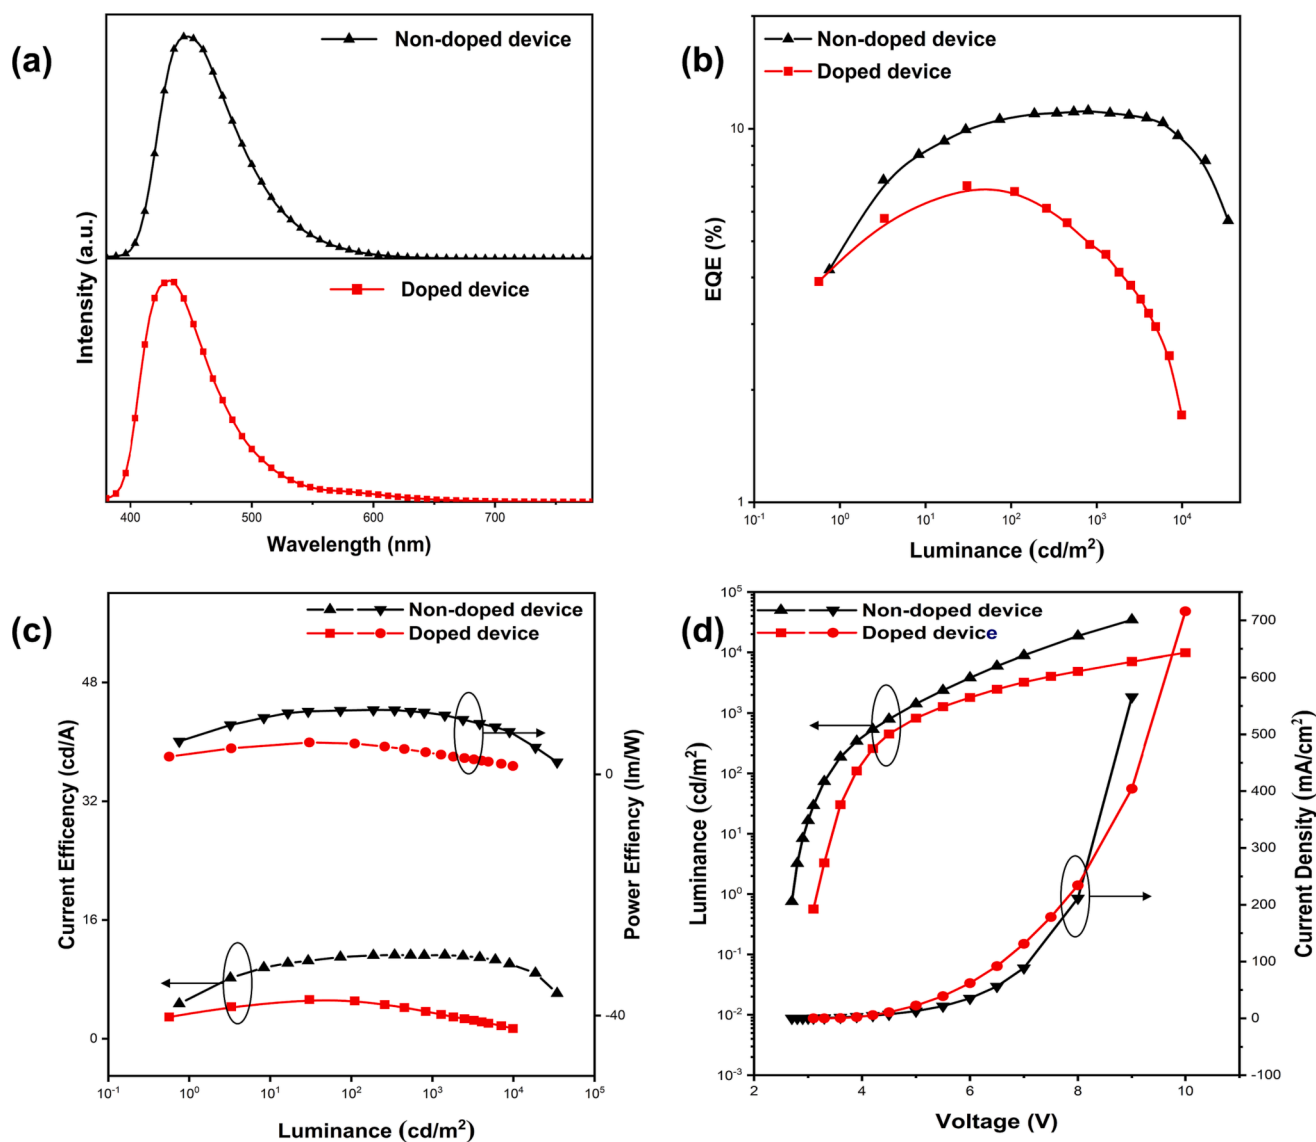 (a)
Non-doped device
Doped device
Intensity (a.u.)
400 500 600 700
Wavelength (nm)
(b)
Non-doped device
Doped device
10
1
EQE (%)
10⁻¹ 10⁰ 10¹ 10² 10³ 10⁴
Luminance (cd/m²)
(c)
Non-doped device
Doped device
48
32
16
0
Current Efficency (cd/A)
0
-40
Power Effiency (lm/W)
10⁻¹ 10⁰ 10¹ 10² 10³ 10⁴ 10⁵
Luminance (cd/m²)
(d)
Non-doped device
Doped device
10⁵
10⁴
10³
10²
10¹
10⁰
10⁻¹
10⁻²
10⁻³
Luminance (cd/m²)
700
600
500
400
300
200
100
0
-100
Current Density (mA/cm²)
2 4 6 8 10
Voltage (V)